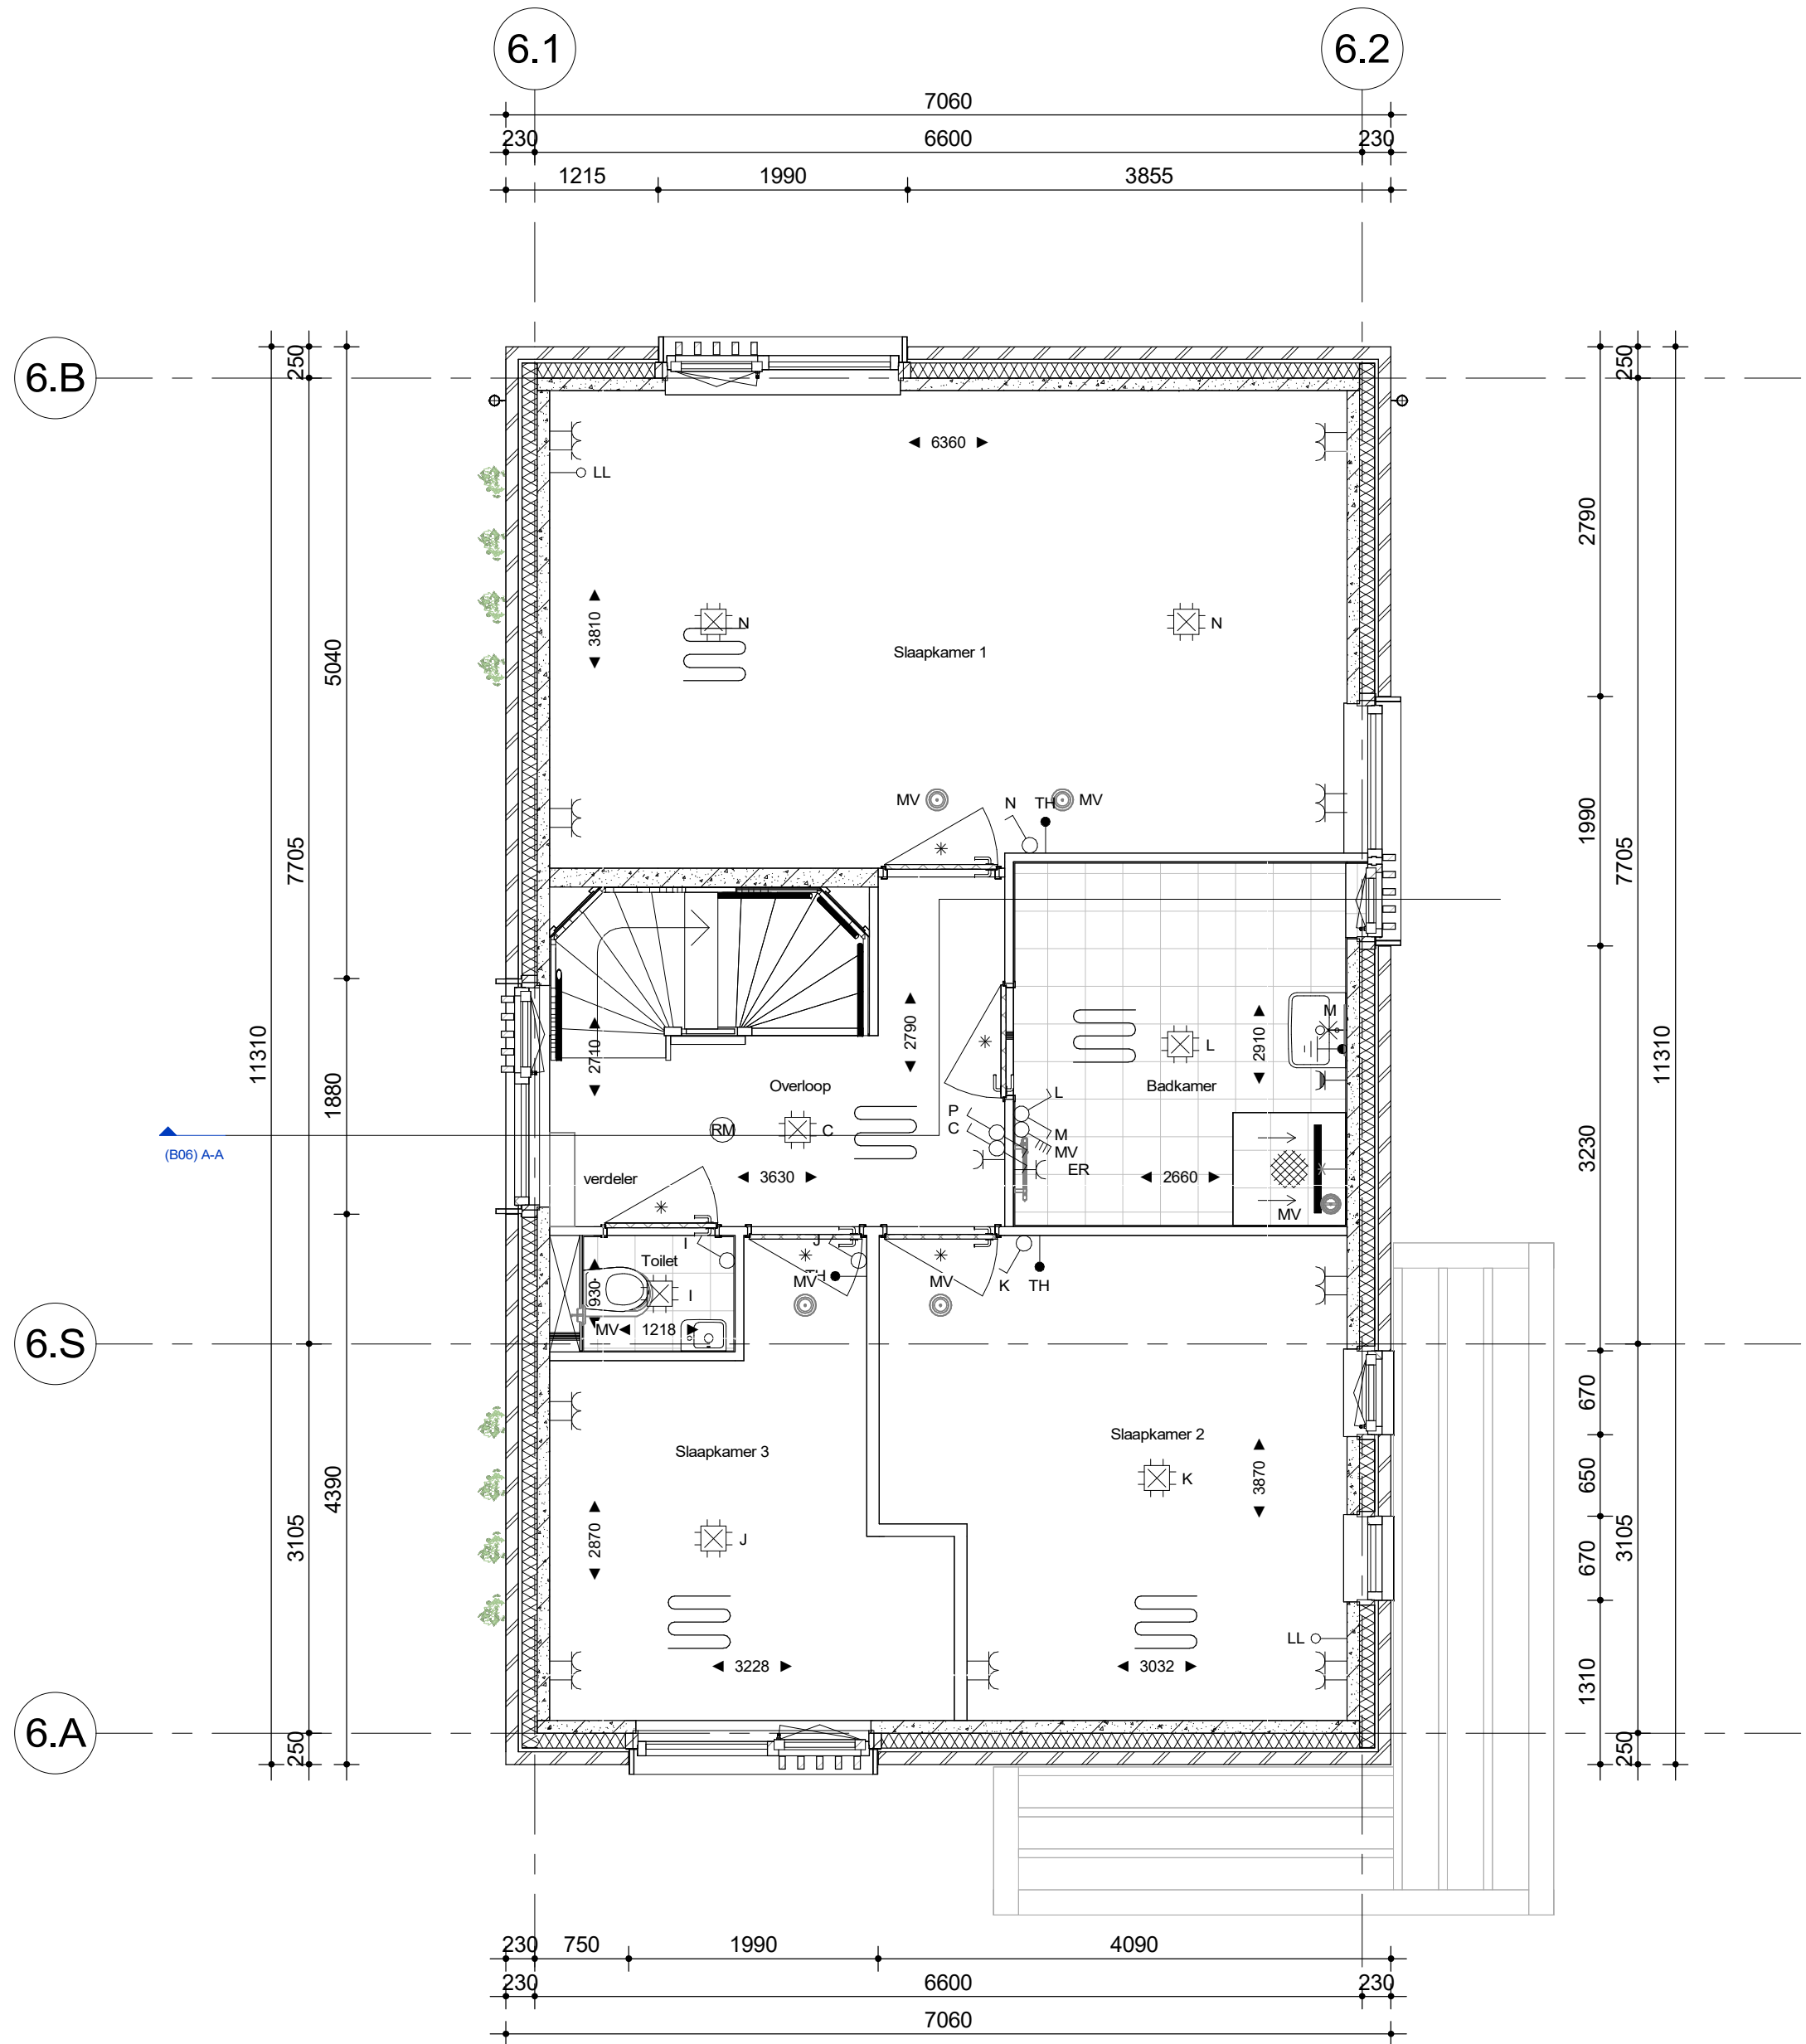 6.1 6.2
7060
230 6600 230
1215 1990 3855
6.B
250
250
6360
LL
2790
3810
N
N
5040
Slaapkamer 1
MV
N TH MV
1990
7705
7705
2790
M
11310
11310
2710
L
2910
Overloop
Badkamer
1880
L
P
C
RM
C
M
MV
ER
(B06) A-A
3230
verdeler
3630
2660
MV
I
Toilet
J
930
I
MV
MV
K TH
MV
1218
6.S
670
Slaapkamer 2
Slaapkamer 3
3870
K
650
4390
2870
J
3105
3105
670
LL
3228
3032
1310
6.A
250
250
230 750 1990 4090
230 6600 230
7060